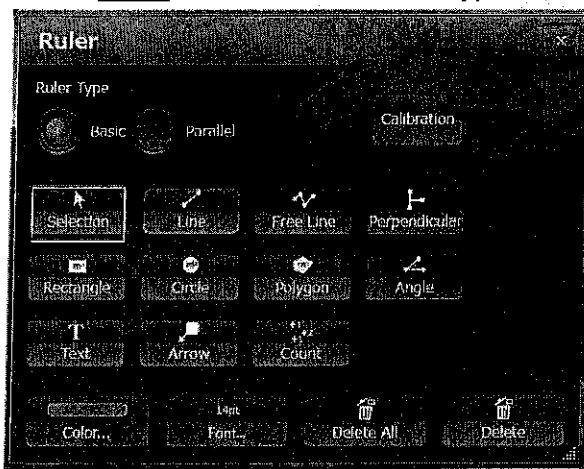 Ruler
Ruler Type
Basic Parallel Calibration
Selection Line Free Line Perpendicular
Rectangle Circle Polygon Angle
T
Text Arrow Count
14pt
Color... Font... Delete All Delete